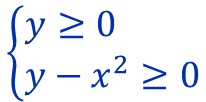 y ≥ 0
y − x² ≥ 0